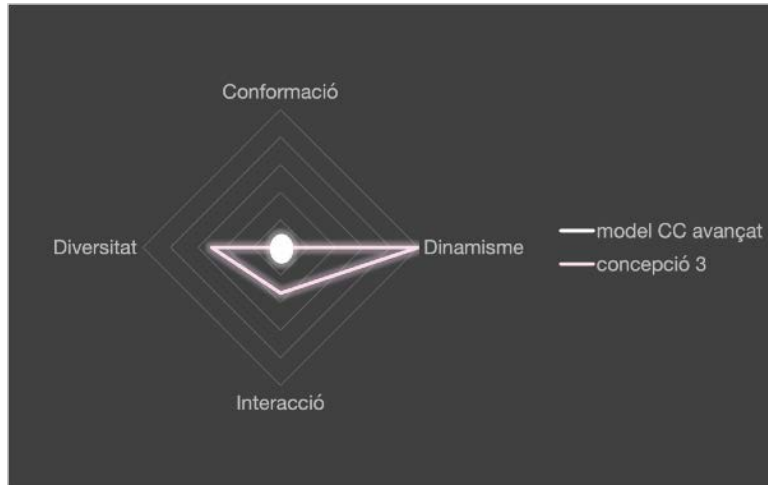 Conformació
Diversitat
Dinamisme
Interacció
model CC avançat
concepció 3